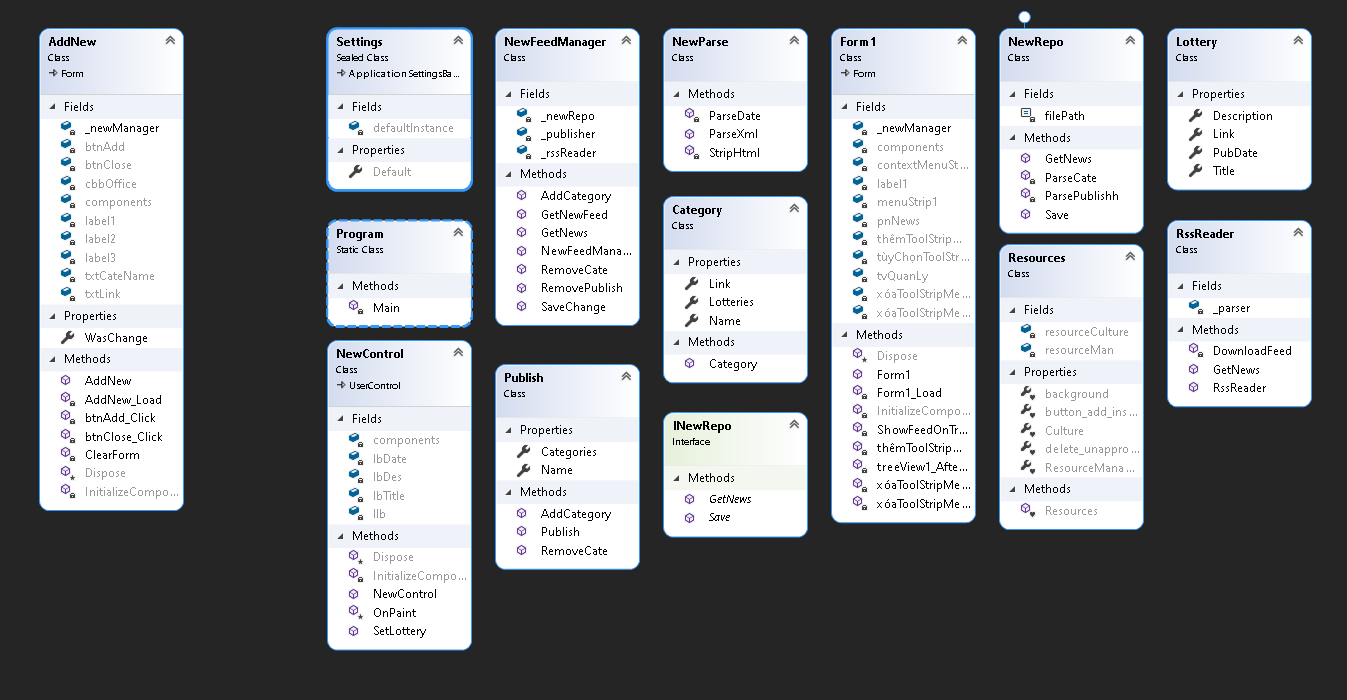 AddNew
Class
Form
Fields
_newManager
btnAdd
btnClose
cbbOffice
components
label1
label2
label3
txtCateName
txtLink
Properties
WasChange
Methods
AddNew
AddNew_Load
btnAdd_Click
btnClose_Click
ClearForm
Dispose
InitializeCompo...
Settings
Sealed Class
ApplicationSettingsBa...
Fields
defaultInstance
Properties
Default
Program
Static Class
Methods
Main
NewControl
Class
UserControl
Fields
components
lbDate
lbDes
lbTitle
llb
Methods
Dispose
InitializeCompo...
NewControl
OnPaint
SetLottery
NewFeedManager
Class
Fields
_newRepo
_publisher
_rssReader
Methods
AddCategory
GetNewFeed
GetNews
NewFeedMana...
RemoveCate
RemovePublish
SaveChange
Publish
Class
Properties
Categories
Name
Methods
AddCategory
Publish
RemoveCate
NewParse
Class
Methods
ParseDate
ParseXml
StripHtml
Category
Class
Properties
Link
Lotteries
Name
Methods
Category
INewRepo
Interface
Methods
GetNews
Save
Form1
Class
Form
Fields
_newManager
components
contextMenuSt...
label1
menuStrip1
pnNews
thêmToolStrip...
tùyChọnToolStr...
tvQuanLy
xóaToolStripMe...
xóaToolStripMe...
Methods
Dispose
Form1
Form1_Load
InitializeCompo...
ShowFeedOnTr...
thêmToolStrip...
treeView1_Afte...
xóaToolStripMe...
xóaToolStripMe...
NewRepo
Class
Fields
filePath
Methods
GetNews
ParseCate
ParsePublishh
Save
Resources
Class
Fields
resourceCulture
resourceMan
Properties
background
button_add_ins...
Culture
delete_unappro...
ResourceMana...
Methods
Resources
Lottery
Class
Properties
Description
Link
PubDate
Title
RssReader
Class
Fields
_parser
Methods
DownloadFeed
GetNews
RssReader